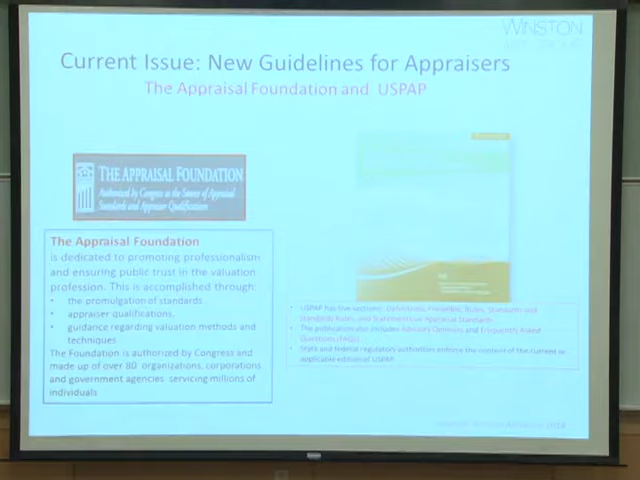 WINSTON
Current Issue: New Guidelines for Appraisers
The Appraisal Foundation and USPAP
THE APPRAISAL FOUNDATION
Authorized by Congress as the Source of Appraisal
Standards and Appraiser Qualifications
The Appraisal Foundation
is dedicated to promoting professionalism
and ensuring public trust in the valuation
profession. This is accomplished through:
• the promulgation of standards
• appraiser qualifications,
• guidance regarding valuation methods and
techniques
The Foundation is authorized by Congress and
made up of over 80 organizations, corporations
and government agencies servicing millions of
individuals
• USPAP has five sections: Definitions, Preamble, Rules, Standards and
Standards Rules, and Statements on Appraisal Standards
• The publication also includes Advisory Opinions and Frequently Asked
Questions (FAQs)
• State and federal regulatory authorities enforce the content of the current or
applicable edition of USPAP